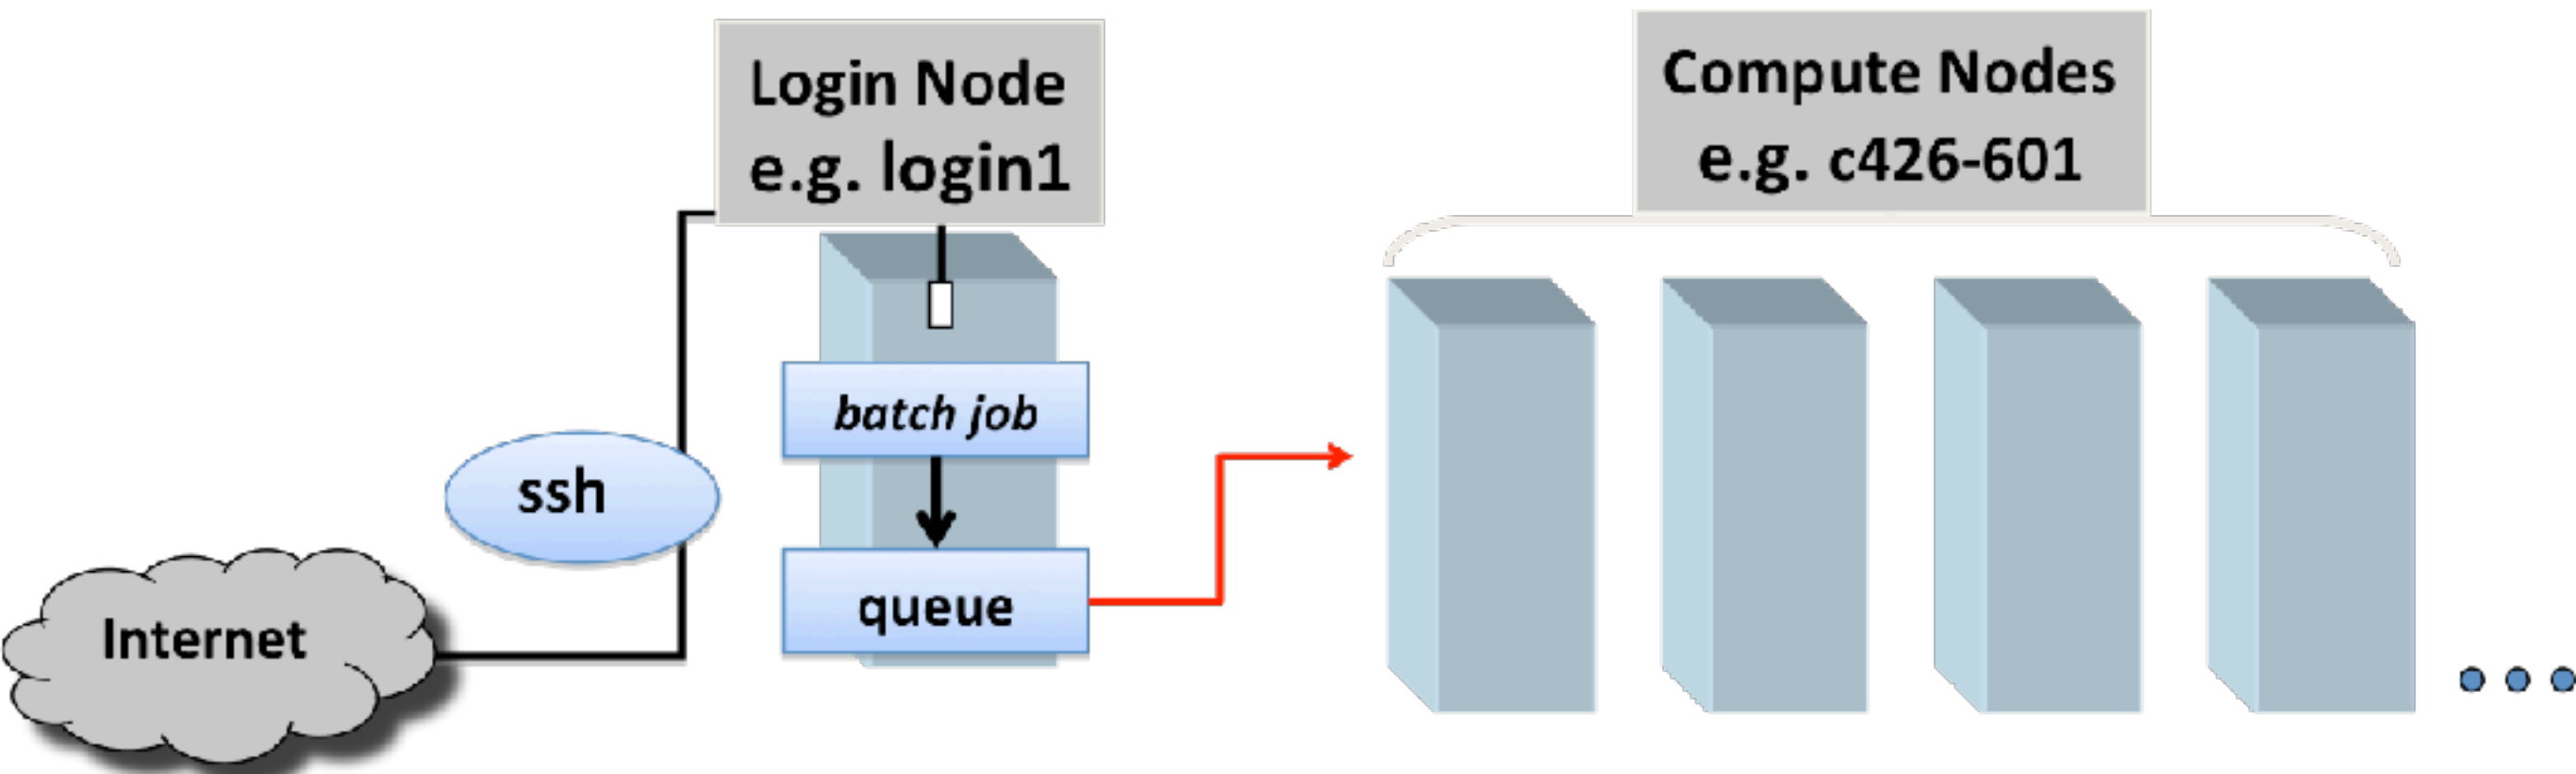 Login Node
e.g. login1
Compute Nodes
e.g. c426-601
batch job
ssh
queue
Internet